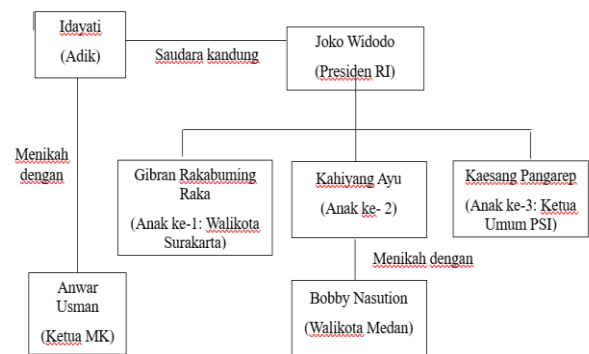 Idayati
(Adik)
Saudara kandung
Joko Widodo
(Presiden RI)
Menikah
dengan
Gibran Rakabuming
Raka
(Anak ke-1: Walikota
Surakarta)
Kahiyang Ayu
(Anak ke- 2)
Kaesang Pangarep
(Anak ke-3: Ketua
Umum PSI)
Menikah dengan
Anwar
Usman
(Ketua MK)
Bobby Nasution
(Walikota Medan)